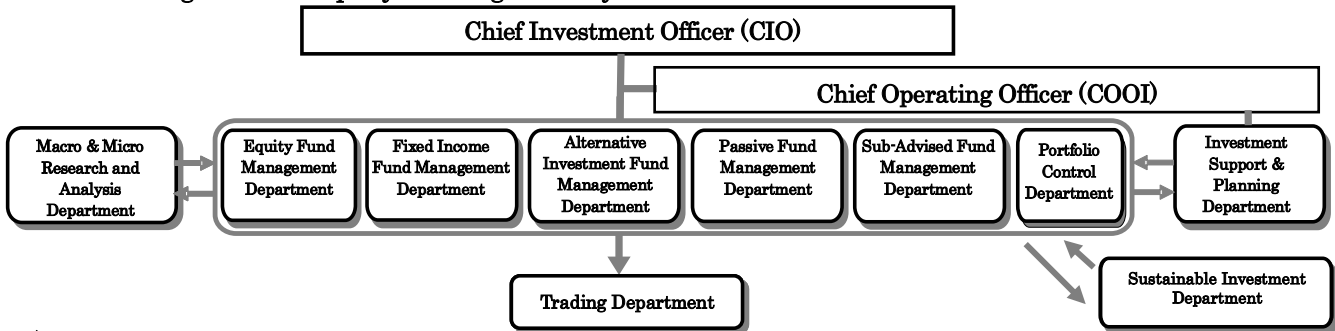 Chief Investment Officer (CIO)
Chief Operating Officer (COOI)
Macro & Micro
Research and
Analysis
Department
Equity Fund
Management
Department
Fixed Income
Fund Management
Department
Alternative
Investment Fund
Management
Department
Passive Fund
Management
Department
Sub-Advised Fund
Management
Department
Portfolio
Control
Department
Investment
Support &
Planning
Department
Trading Department
Sustainable Investment
Department